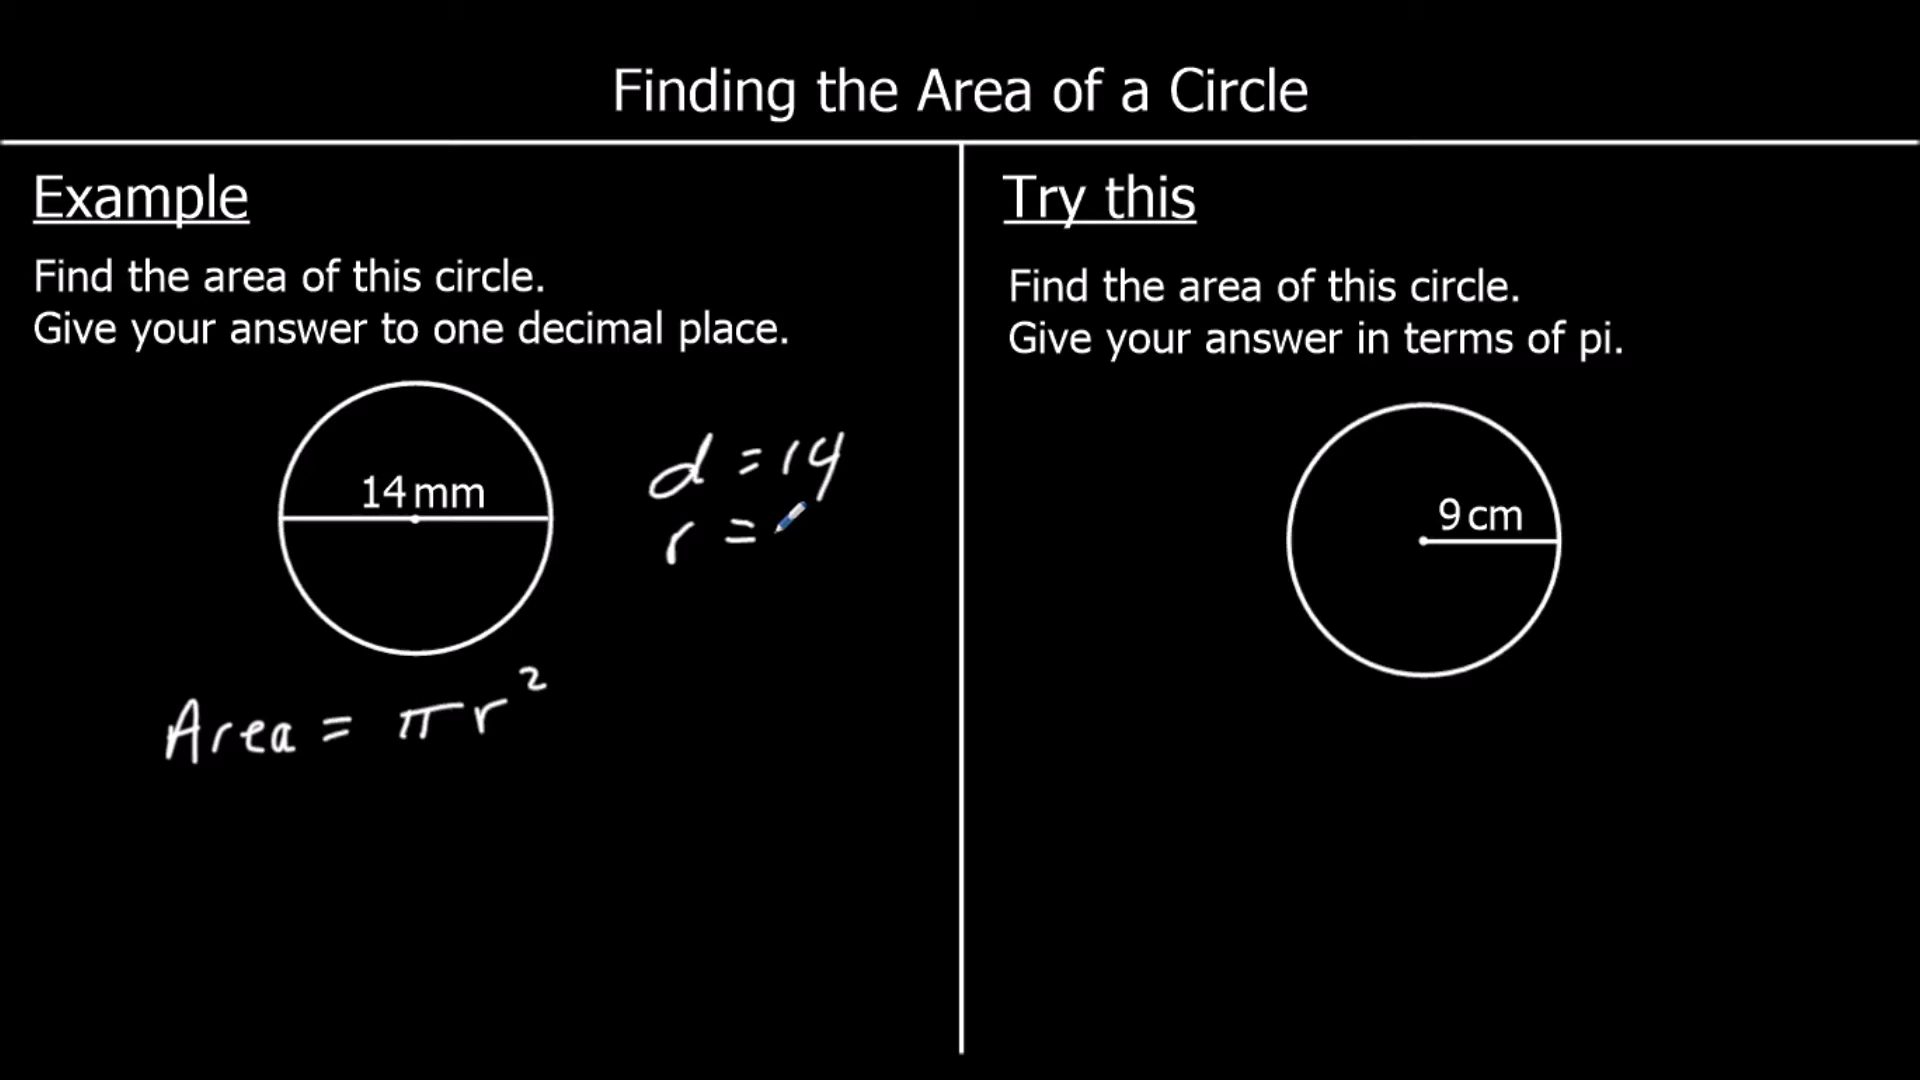 Finding the Area of a Circle
Example
Find the area of this circle.
Give your answer to one decimal place.
14 mm
d = 14
r =
Area = πr²
Try this
Find the area of this circle.
Give your answer in terms of pi.
9 cm